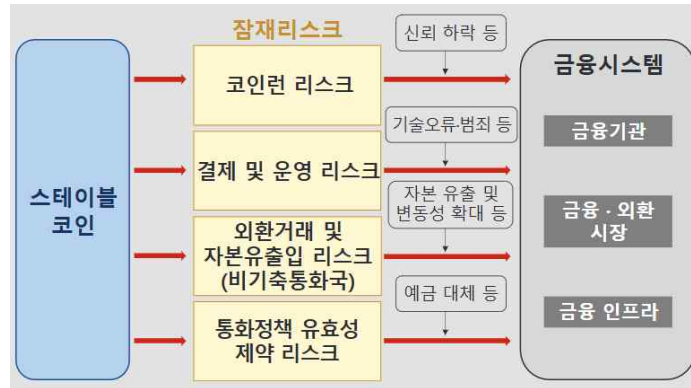 잠재리스크
신뢰 하락 등
금융시스템
코인런 리스크
기술오류·범죄 등
금융기관
결제 및 운영 리스크
스테이블
코인
자본 유출 및
변동성 확대 등
외환거래 및
자본유출입 리스크
(비기축통화국)
금융 · 외환
시장
예금 대체 등
금융 인프라
통화정책 유효성
제약 리스크